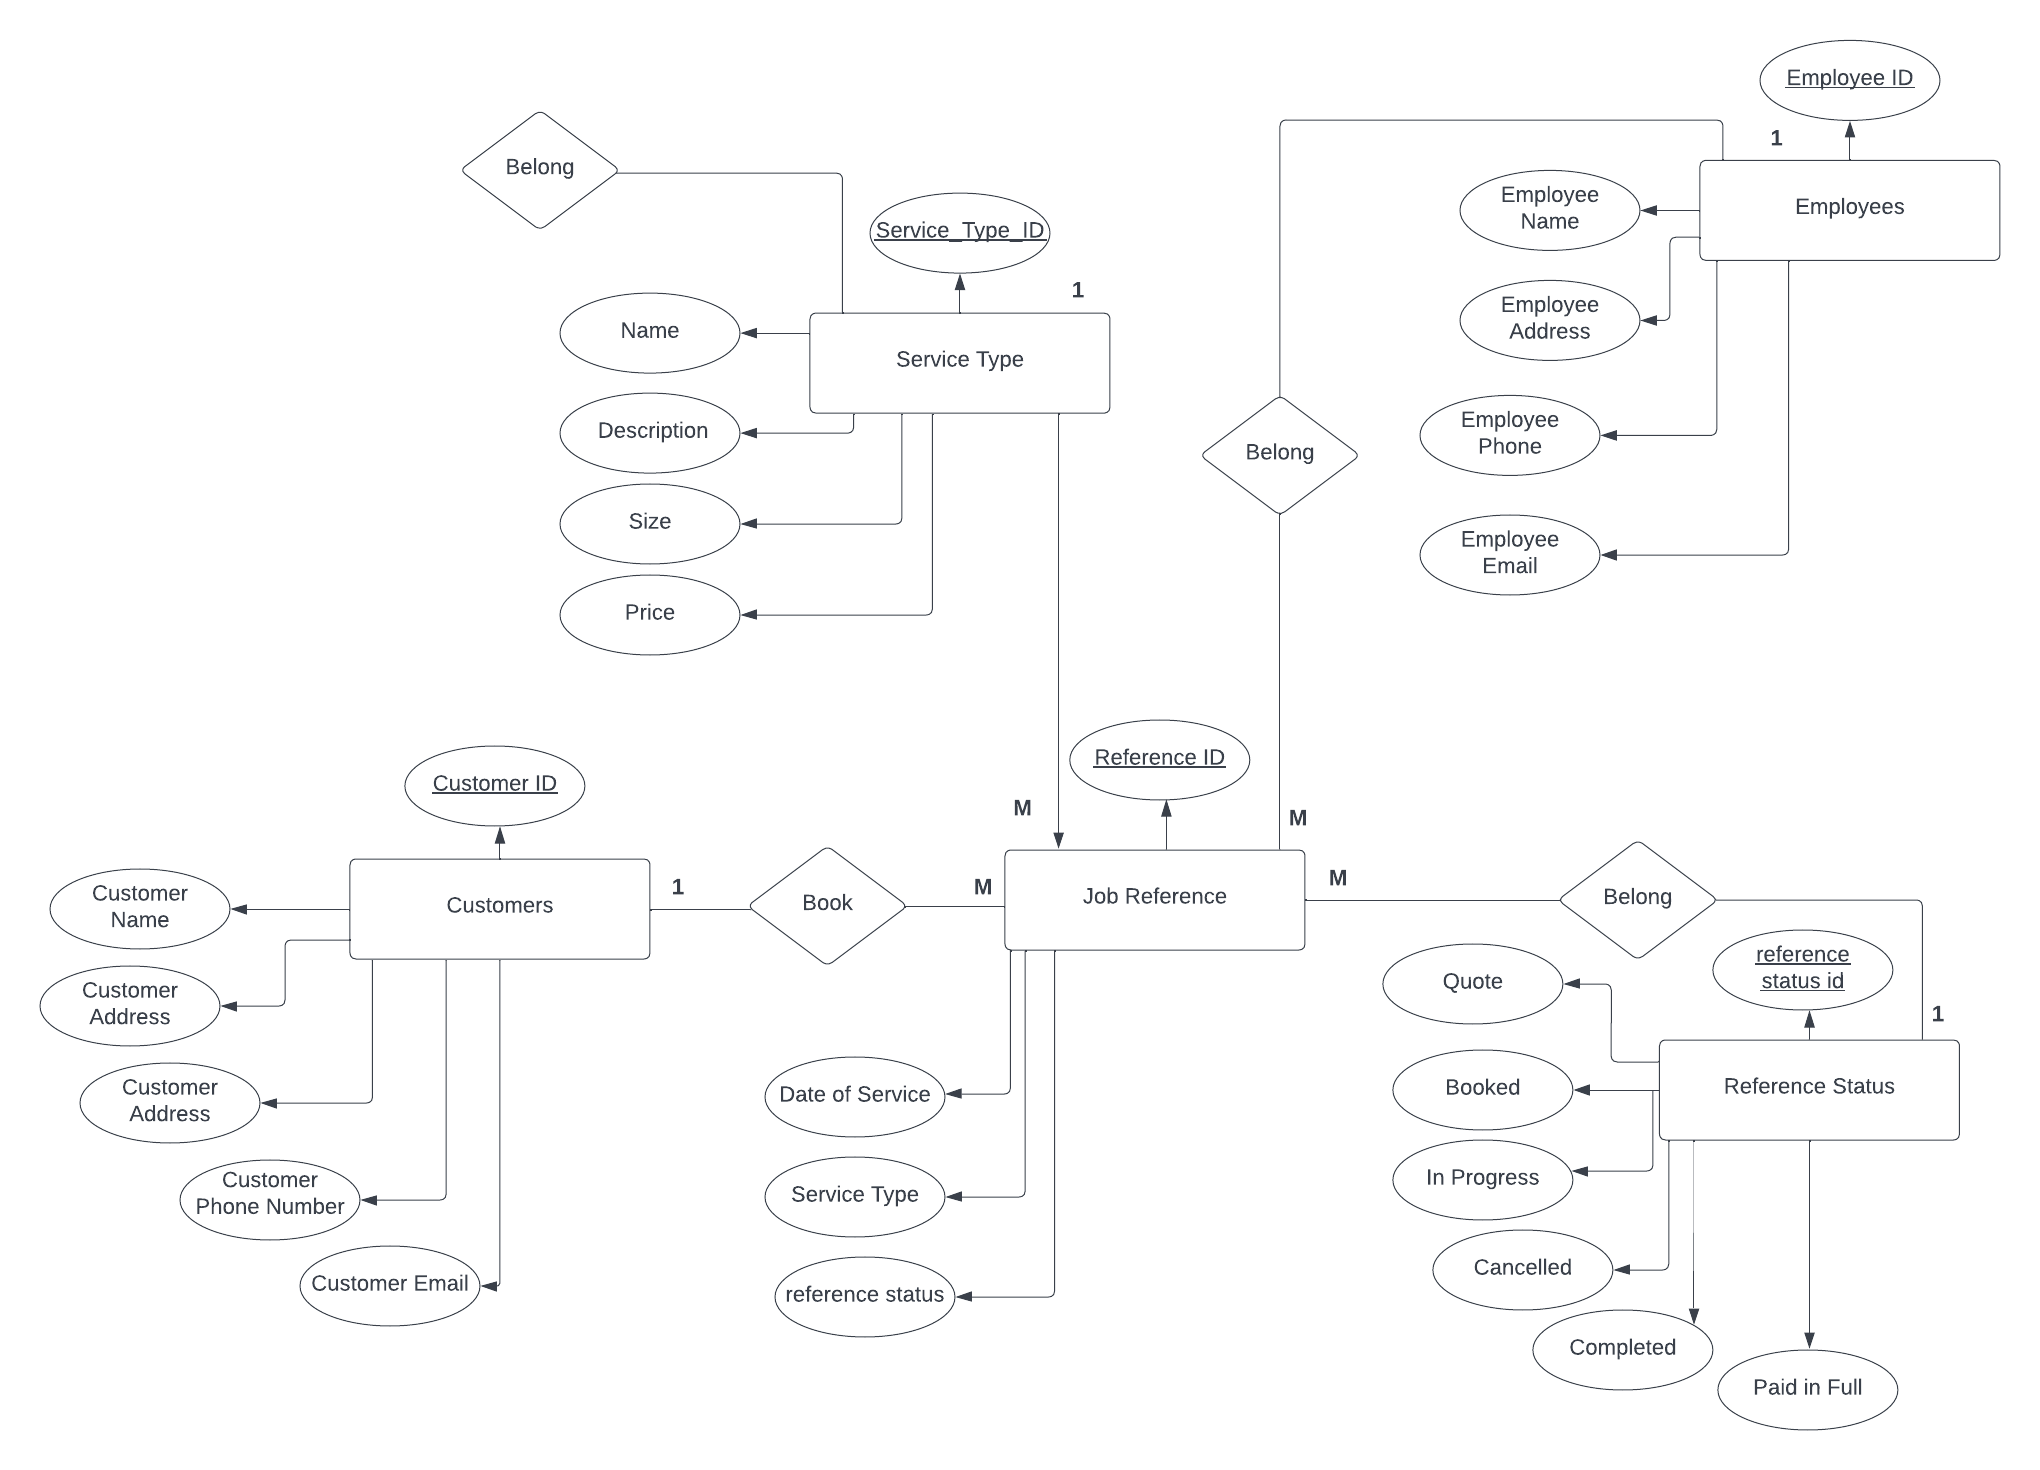 Employee ID
1
Employees
Employee
Name
Employee
Address
Employee
Phone
Employee
Email
Belong
Service_Type_ID
1
Name
Service Type
Description
Size
Price
Belong
Customer ID
Customers
Customer
Name
Customer
Address
Customer
Address
Customer
Phone Number
Customer Email
1
Book
M
M
Reference ID
M
Job Reference
M
Date of Service
Service Type
reference status
Belong
reference
status id
1
Reference Status
Quote
Booked
In Progress
Cancelled
Completed
Paid in Full